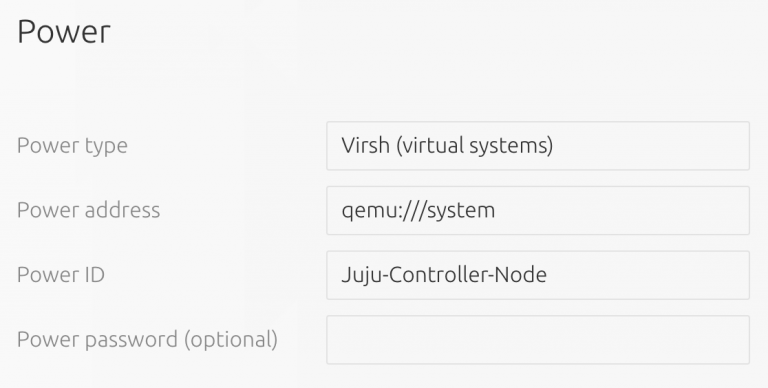 Power
Power type Virsh (virtual systems)
Power address qemu:///system
Power ID Juju-Controller-Node
Power password (optional)